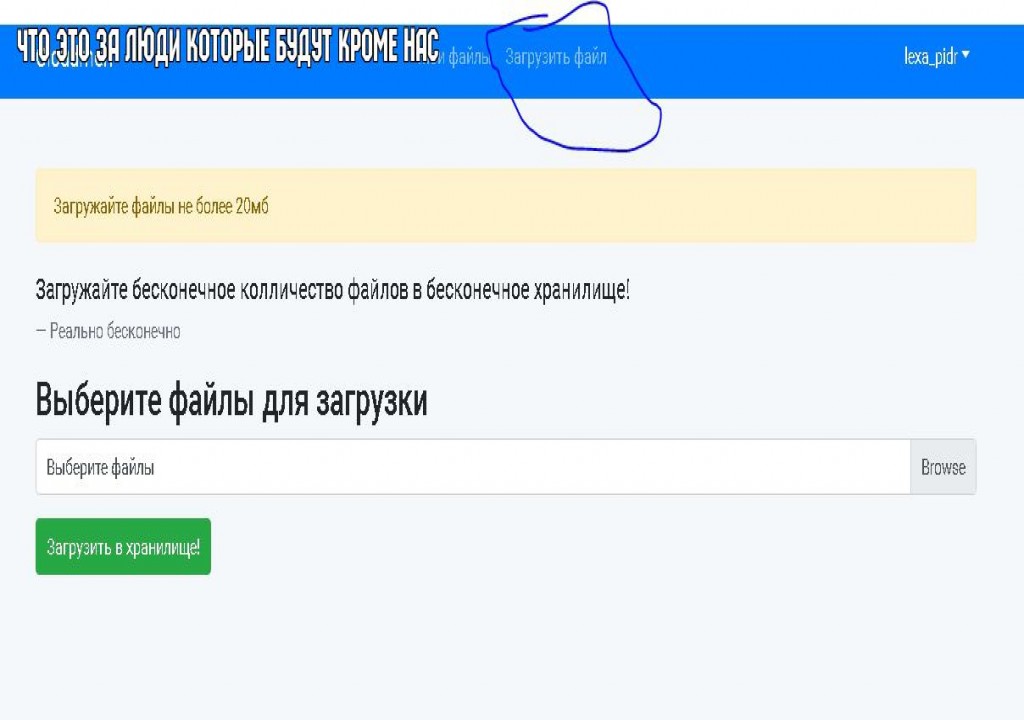 ЧТО ЭТО ЗА ЛЮДИ КОТОРЫЕ БУДУТ КРОМЕ НАС
файлы Загрузить файл lexa_pidr
Загружайте файлы не более 20мб
Загружайте бесконечное колличество файлов в бесконечное хранилище!
— Реально бесконечно
Выберите файлы для загрузки
Выберите файлы Browse
Загрузить в хранилище!